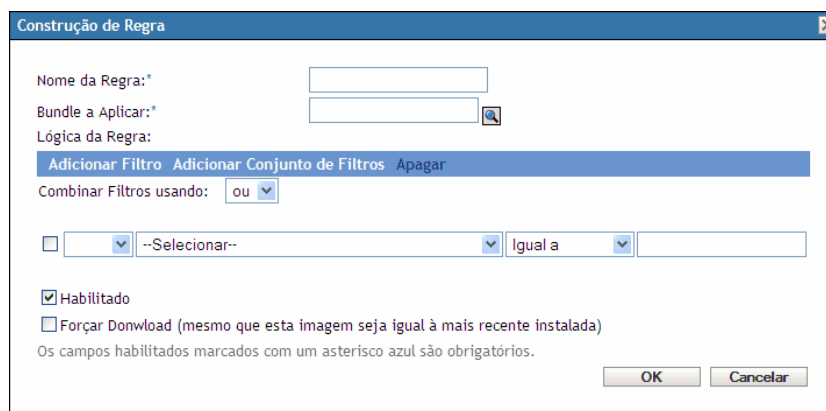 Construção de Regra
Nome da Regra:*
Bundle a Aplicar:*
Lógica da Regra:
Adicionar Filtro Adicionar Conjunto de Filtros Apagar
Combinar Filtros usando: ou
--Selecionar-- Igual a
Habilitado
Forçar Donwload (mesmo que esta imagem seja igual à mais recente instalada)
Os campos habilitados marcados com um asterisco azul são obrigatórios.
OK Cancelar